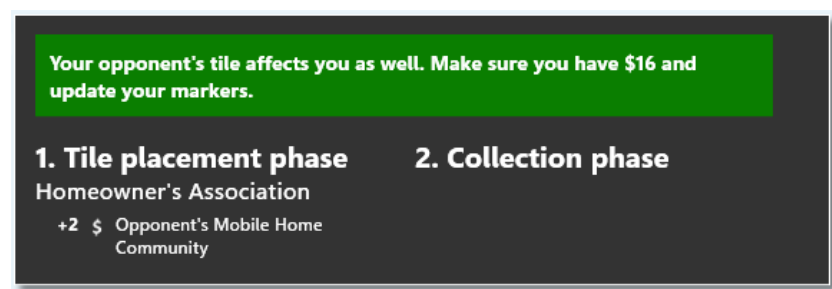 Your opponent's tile affects you as well. Make sure you have $16 and
update your markers.
1. Tile placement phase
Homeowner's Association
+2 $ Opponent's Mobile Home
Community
2. Collection phase